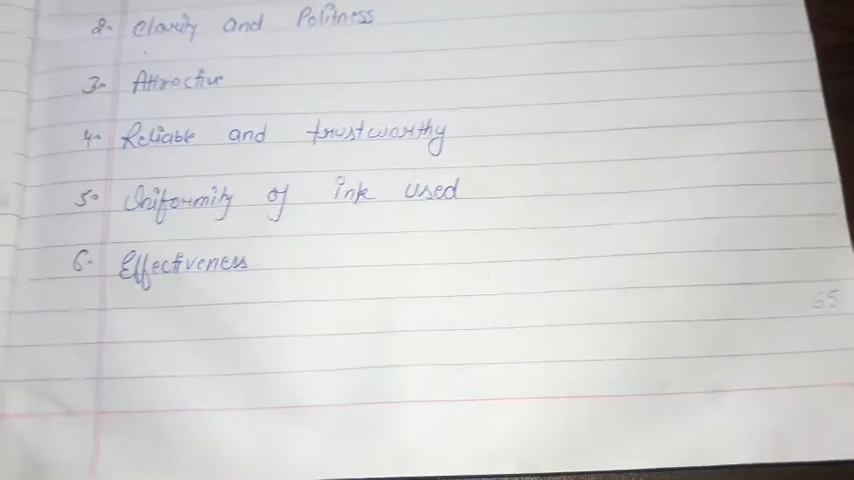 2. Clarity and Politness
3. Attractive
4. Reliable and trustworthy
5. Uniformity of ink used
6. Effectiveness
65